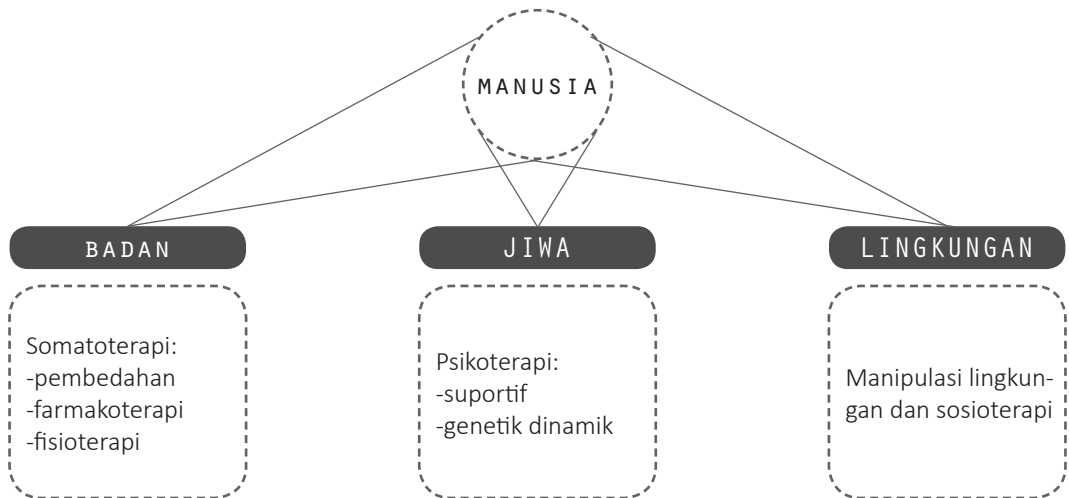 MANUSIA
BADAN
JIWA
LINGKUNGAN
Somatoterapi:
-pembedahan
-farmakoterapi
-fisioterapi
Psikoterapi:
-suportif
-genetik dinamik
Manipulasi lingkun-
gan dan sosioterapi